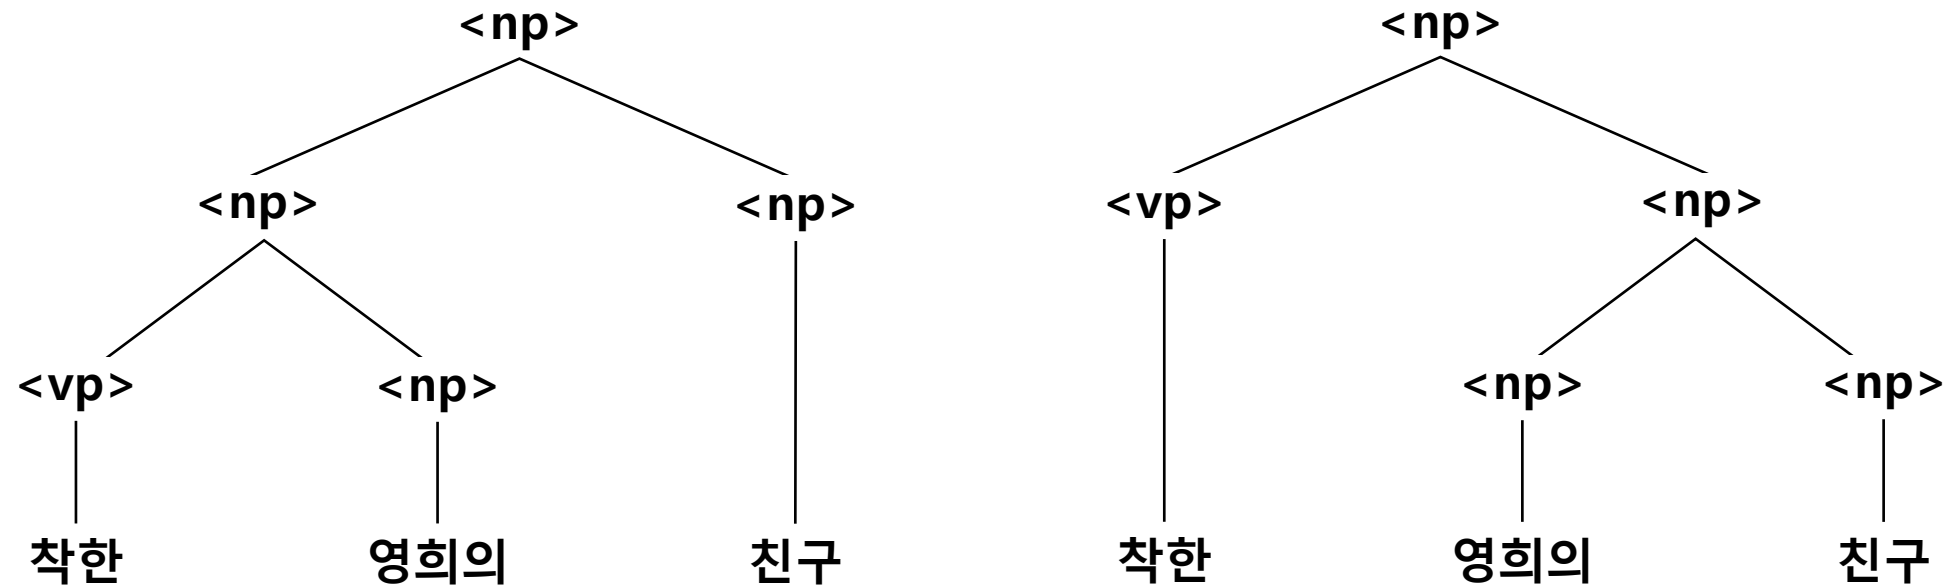 <np> <np>
<np> <np> <vp> <np>
<vp> <np> <np> <np>
착한 영희의 친구 착한 영희의 친구